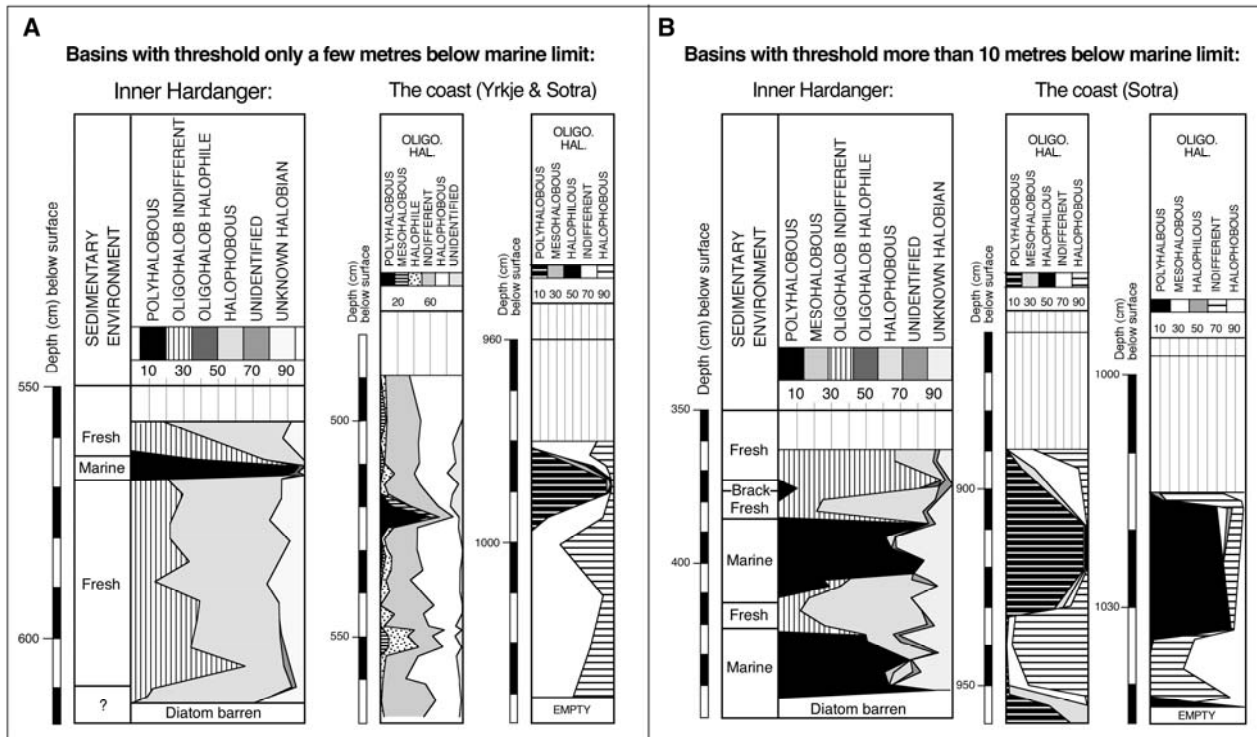 A
Basins with threshold only a few metres below marine limit:
Inner Hardanger:
The coast (Yrkje & Sotra)
Depth (cm) below surface
SEDIMENTARY
ENVIRONMENT
POLYHALOBOUS
OLIGOHALOB INDIFFERENT
OLIGOHALOB HALOPHILE
HALOPHOBOUS
UNIDENTIFIED
UNKNOWN HALOBIAN
10 30 50 70 90
550
600
Fresh
Marine
Fresh
?
Diatom barren
Depth (cm)
below surface
OLIGO.
HAL.
POLYHALOBOUS
MESOHALOBOUS
HALOPHILE
INDIFFERENT
HALOPHOBOUS
UNIDENTIFIED
20 60
500
550
Depth (cm)
below surface
OLIGO.
HAL.
POLYHALOBOUS
MESOHALOBOUS
HALOPHILOUS
INDIFFERENT
HALOPHOBOUS
10 30 50 70 90
960
1000
EMPTY
B
Basins with threshold more than 10 metres below marine limit:
Inner Hardanger:
The coast (Sotra)
Depth (cm) below surface
SEDIMENTARY
ENVIRONMENT
POLYHALOBOUS
MESOHALOBOUS
OLIGOHALOB INDIFFERENT
OLIGOHALOB HALOPHILE
HALOPHOBOUS
UNIDENTIFIED
UNKNOWN HALOBIAN
10 30 50 70 90
350
400
Fresh
Brack
Fresh
Marine
Fresh
Marine
Diatom barren
Depth (cm)
below surface
OLIGO.
HAL.
POLYHALOBOUS
MESOHALOBOUS
HALOPHILOUS
INDIFFERENT
HALOPHOBOUS
10 30 50 70 90
900
950
Depth (cm)
below surface
OLIGO.
HAL.
POLYHALBOUS
MESOHALOBOUS
HALOPHILOUS
INDIFFERENT
HALOPHOBOUS
10 30 50 70 90
1000
1030
EMPTY